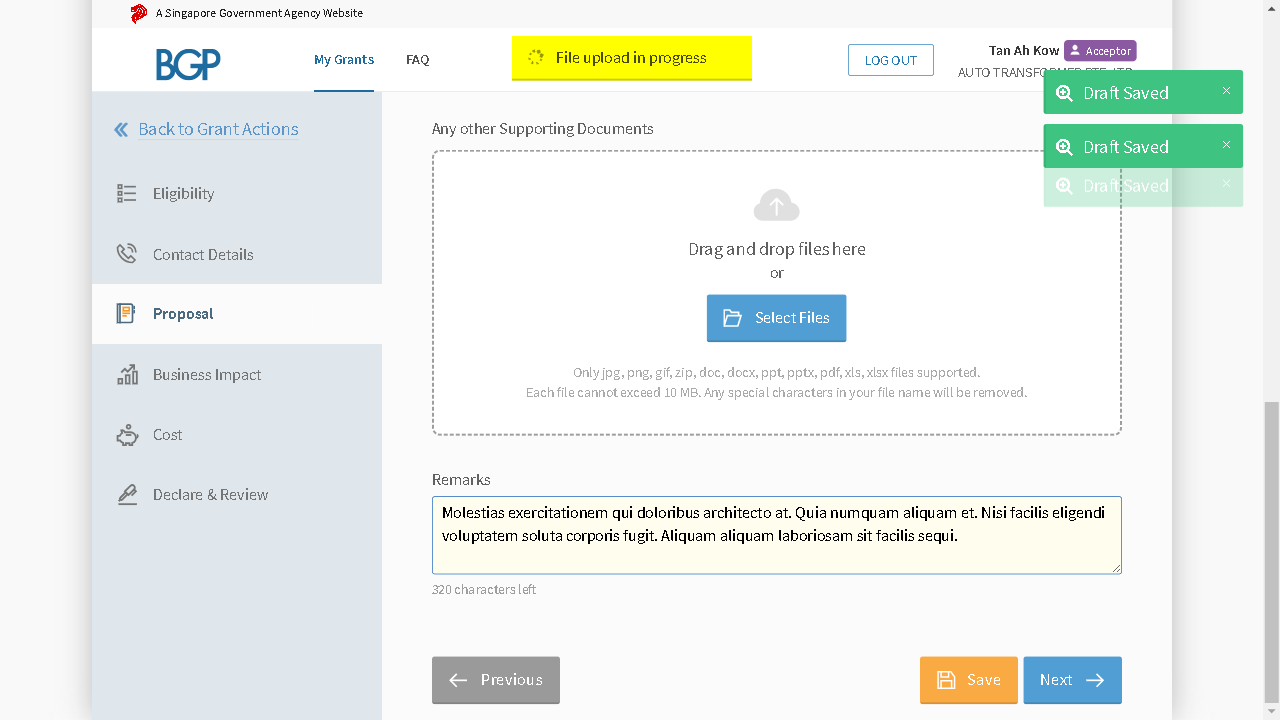 A Singapore Government Agency Website
BGP
My Grants
FAQ
File upload in progress
LOG OUT
Tan Ah Kow
Acceptor
AUTO TRANSFORMER PTE LTD
Draft Saved
Draft Saved
Draft Saved
Back to Grant Actions
Eligibility
Contact Details
Proposal
Business Impact
Cost
Declare & Review
Any other Supporting Documents
Drag and drop files here
or
Select Files
Only jpg, png, gif, zip, doc, docx, ppt, pptx, pdf, xls, xlsx files supported.
Each file cannot exceed 10 MB. Any special characters in your file name will be removed.
Remarks
Molestias exercitationem qui doloribus architecto at. Quia numquam aliquam et. Nisi facilis eligendi
voluptatem soluta corporis fugit. Aliquam aliquam laboriosam sit facilis sequi.
320 characters left
Previous
Save
Next